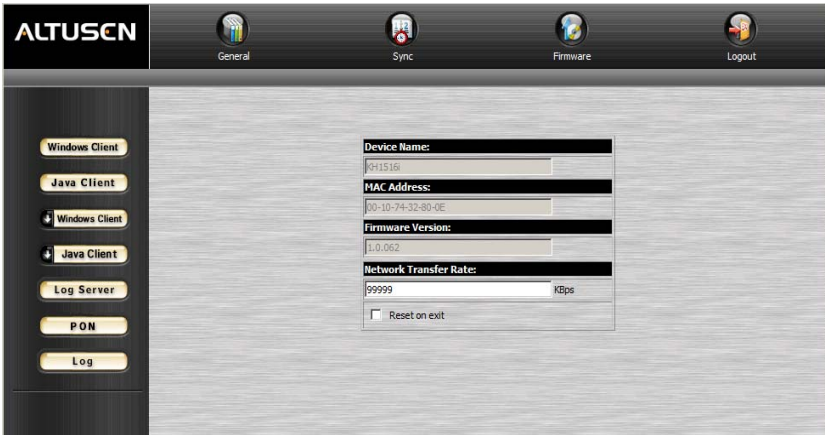 ALTUSEN
General Sync Firmware Logout
Windows Client
Java Client
Windows Client
Java Client
Log Server
PON
Log
Device Name:
KH1516i
MAC Address:
00-10-74-32-80-0E
Firmware Version:
1.0.062
Network Transfer Rate:
99999 KBps
Reset on exit